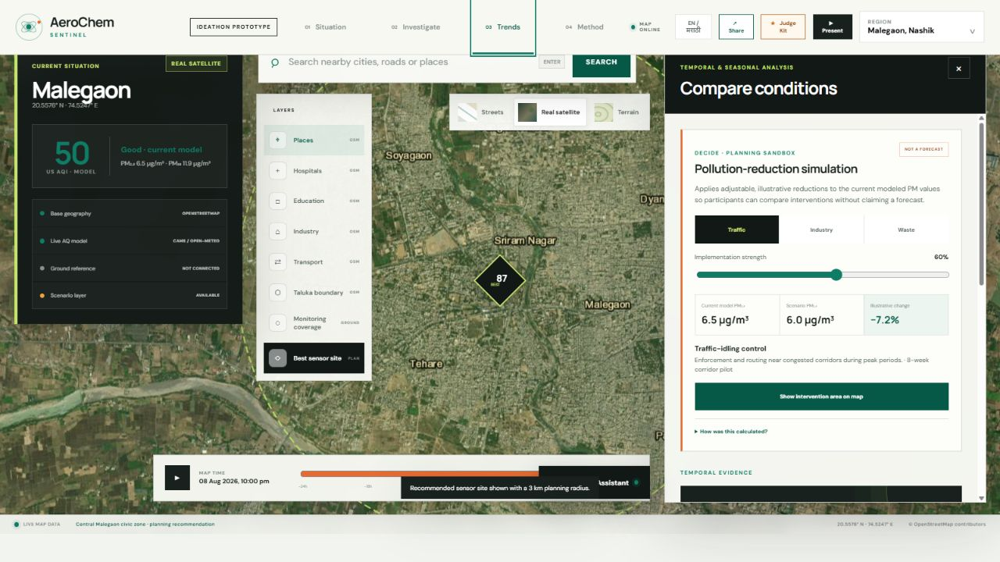 AeroChem
SENTINEL
IDEATHON PROTOTYPE
01 Situation
02 Investigate
03 Trends
04 Method
MAP ONLINE
EN / मराठी
↗ Share
★ Judge Kit
▶ Present
REGION
Malegaon, Nashik
CURRENT SITUATION
REAL SATELLITE
Malegaon
20.5576° N · 74.5247° E
50
US AQI · MODEL
Good · current model
PM₂.₅ 6.5 µg/m³ · PM₁₀ 11.9 µg/m³
Base geography OPENSTREETMAP
Live AQ model CAMS / OPEN-METEO
Ground reference NOT CONNECTED
Scenario layer AVAILABLE
Search nearby cities, roads or places
ENTER
SEARCH
LAYERS
Places OSM
Hospitals OSM
Education OSM
Industry OSM
Transport OSM
Taluka boundary OSM
Monitoring coverage GROUND
Best sensor site PLAN
Streets
Real satellite
Terrain
Soyagaon
Dyan
Sriram Nagar
87
BEST
Malegaon
Tehare
P
MAP TIME
08 Aug 2026, 10:00 pm
-24h
-18h
Assistant
Recommended sensor site shown with a 3 km planning radius.
TEMPORAL & SEASONAL ANALYSIS
Compare conditions
×
DECIDE · PLANNING SANDBOX
NOT A FORECAST
Pollution-reduction simulation
Applies adjustable, illustrative reductions to the current modeled PM values
so participants can compare interventions without claiming a forecast.
Traffic
Industry
Waste
Implementation strength 60%
Current model PM₂.₅
6.5 µg/m³
Scenario PM₂.₅
6.0 µg/m³
Illustrative change
−7.2%
Traffic-idling control
Enforcement and routing near congested corridors during peak periods. · 8-week
corridor pilot
Show intervention area on map
▶ How was this calculated?
TEMPORAL EVIDENCE
LIVE MAP DATA
Central Malegaon civic zone · planning recommendation
20.5576° N · 74.5247° E
© OpenStreetMap contributors